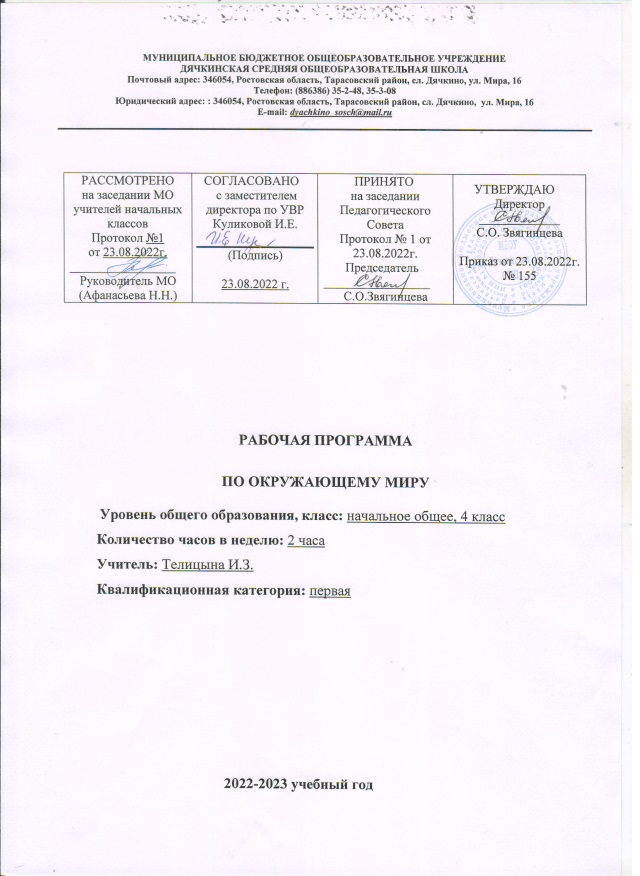 МУНИЦИПАЛЬНОЕ БЮДЖЕТНОЕ ОБЩЕОБРАЗОВАТЕЛЬНОЕ УЧРЕЖДЕНИЕ
ДЯЧКИНСКАЯ СРЕДНЯЯ ОБЩЕОБРАЗОВАТЕЛЬНАЯ ШКОЛА
Почтовый адрес: 346054, Ростовская область, Тарасовский район, сл. Дячкино, ул. Мира, 16
Телефон: (886386) 35-2-48, 35-3-08
Юридический адрес: : 346054, Ростовская область, Тарасовский район, сл. Дячкино, ул. Мира, 16
E-mail: dyachkino_sosch@mail.ru
РАССМОТРЕНО
на заседании МО
учителей начальных
классов
Протокол №1
от 23.08.2022г.
Руководитель МО
(Афанасьева Н.Н.)
СОГЛАСОВАНО
с заместителем
директора по УВР
Куликовой И.Е.
(Подпись)
23.08.2022 г.
ПРИНЯТО
на заседании
Педагогического
Совета
Протокол № 1 от
23.08.2022г.
Председатель
С.О.Звягинцева
УТВЕРЖДАЮ
Директор
С.О. Звягинцева
Приказ от 23.08.2022г.
№ 155
РАБОЧАЯ ПРОГРАММА
ПО ОКРУЖАЮЩЕМУ МИРУ
Уровень общего образования, класс: начальное общее, 4 класс
Количество часов в неделю: 2 часа
Учитель: Телицына И.З.
Квалификационная категория: первая
2022-2023 учебный год